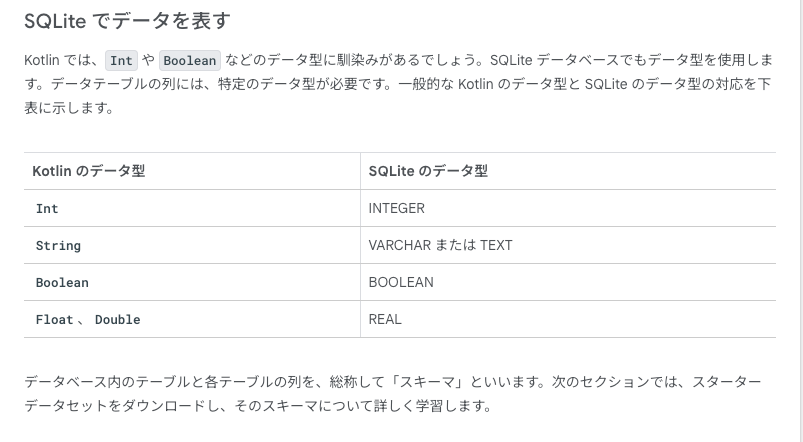 SQLite でデータを表す
Kotlin では、Int や Boolean などのデータ型に馴染みがあるでしょう。SQLite データベースでもデータ型を使用しま
す。データテーブルの列には、特定のデータ型が必要です。一般的な Kotlin のデータ型と SQLite のデータ型の対応を下
表に示します。
Kotlin のデータ型 SQLite のデータ型
Int INTEGER
String VARCHAR または TEXT
Boolean BOOLEAN
Float 、 Double REAL
データベース内のテーブルと各テーブルの列を、総称して「スキーマ」といいます。次のセクションでは、スターター
データセットをダウンロードし、そのスキーマについて詳しく学習します。